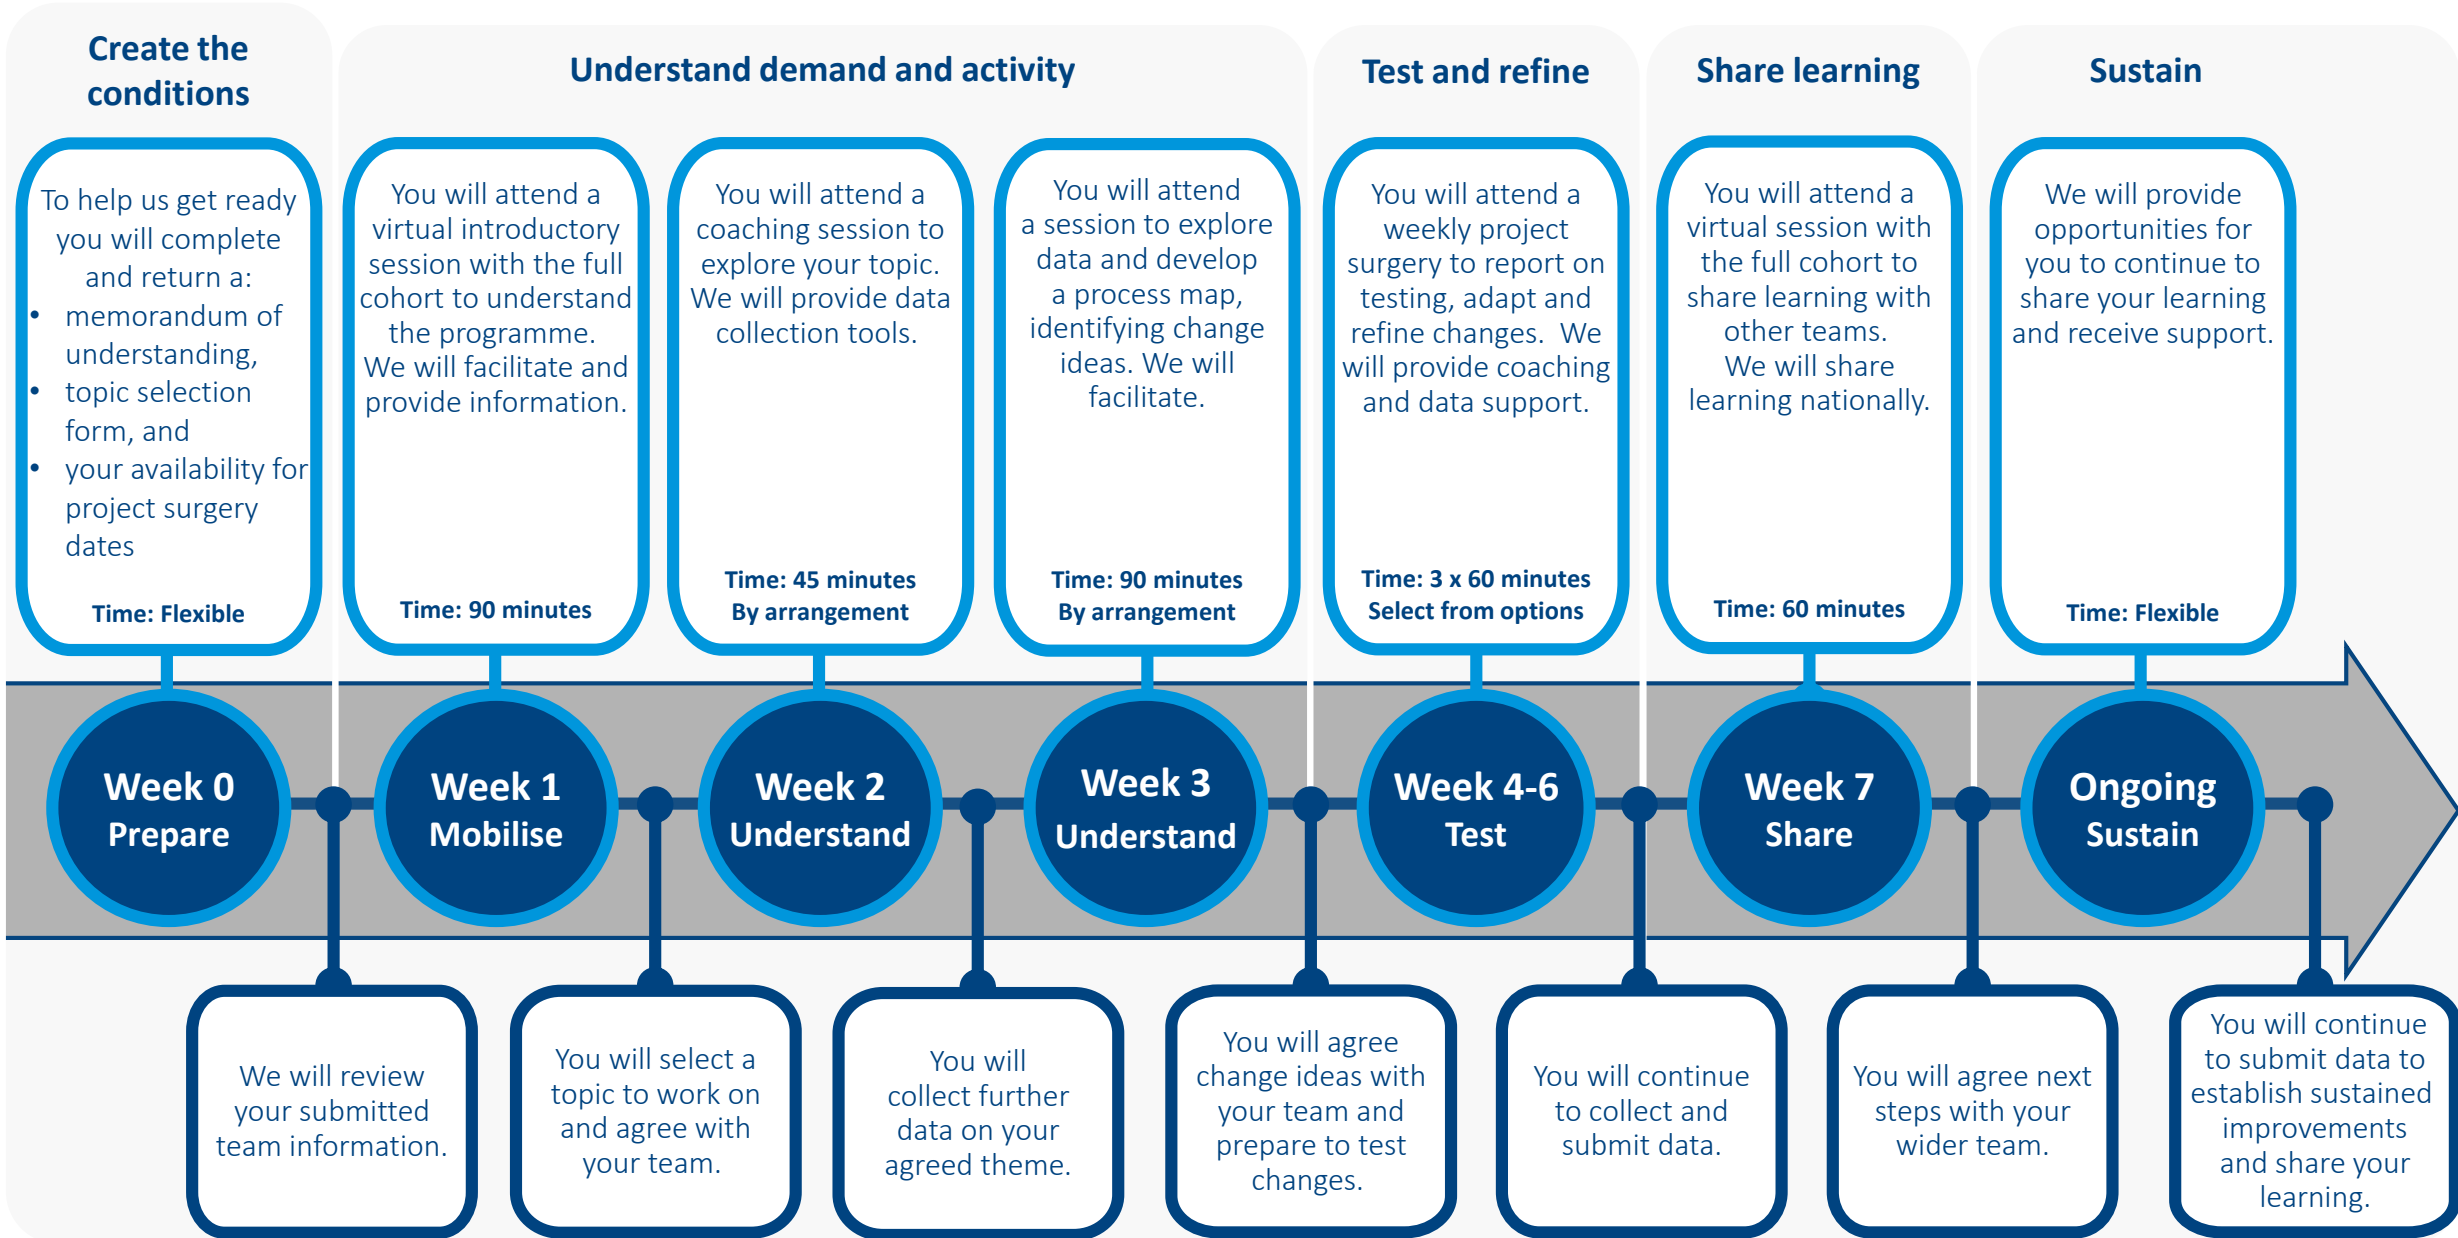 Create the
conditions
Understand demand and activity
Test and refine
Share learning
Sustain
To help us get ready
you will complete
and return a:
• memorandum of
understanding,
• topic selection
form, and
• your availability for
project surgery
dates
Time: Flexible
You will attend a
virtual introductory
session with the full
cohort to understand
the programme.
We will facilitate and
provide information.
Time: 90 minutes
You will attend a
coaching session to
explore your topic.
We will provide data
collection tools.
Time: 45 minutes
By arrangement
You will attend
a session to explore
data and develop
a process map,
identifying change
ideas. We will
facilitate.
Time: 90 minutes
By arrangement
You will attend a
weekly project
surgery to report on
testing, adapt and
refine changes.  We
will provide coaching
and data support.
Time: 3 x 60 minutes
Select from options
You will attend a
virtual session with
the full cohort to
share learning with
other teams.
We will share
learning nationally.
Time: 60 minutes
We will provide
opportunities for
you to continue to
share your learning
and receive support.
Time: Flexible
Week 0
Prepare
Week 1
Mobilise
Week 2
Understand
Week 3
Understand
Week 4-6
Test
Week 7
Share
Ongoing
Sustain
We will review
your submitted
team information.
You will select a
topic to work on
and agree with
your team.
You will
collect further
data on your
agreed theme.
You will agree
change ideas with
your team and
prepare to test
changes.
You will continue
to collect and
submit data.
You will agree next
steps with your
wider team.
You will continue
to submit data to
establish sustained
improvements
and share your
learning.